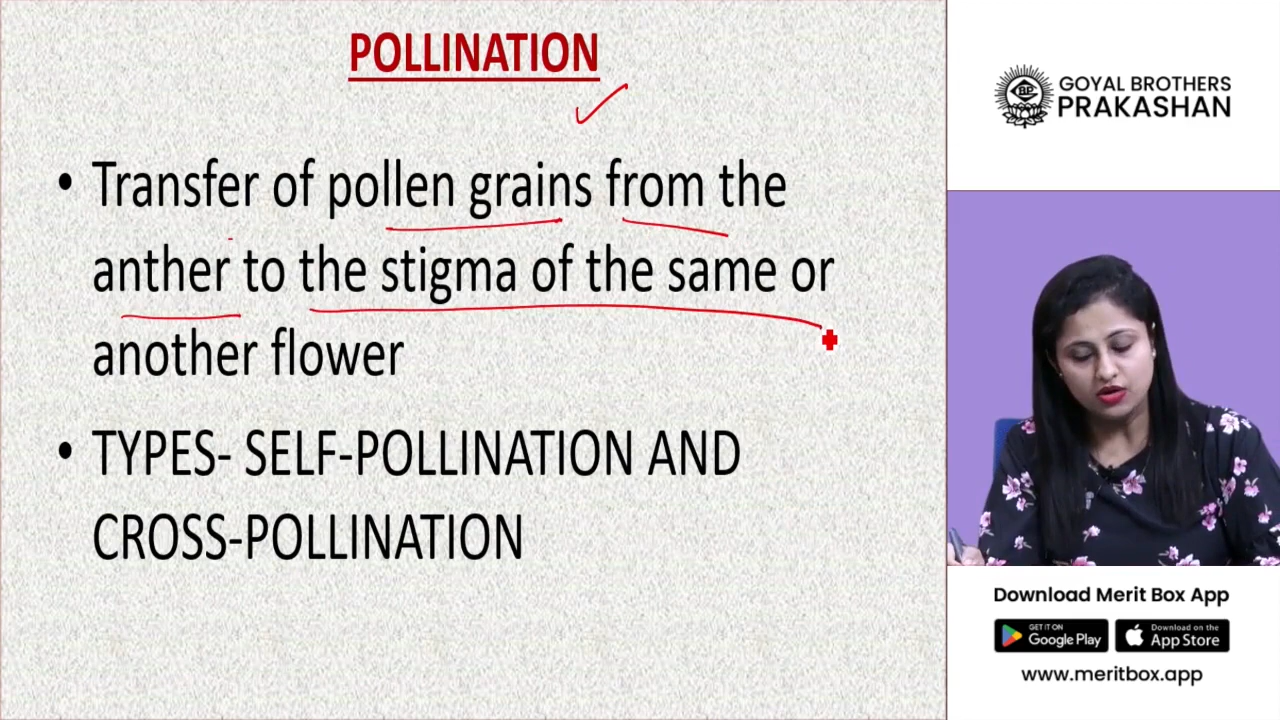 POLLINATION
• Transfer of pollen grains from the
anther to the stigma of the same or
another flower
• TYPES- SELF-POLLINATION AND
CROSS-POLLINATION
GBP
GOYAL BROTHERS
PRAKASHAN
Download Merit Box App
GET IT ON
Google Play
Download on the
App Store
www.meritbox.app